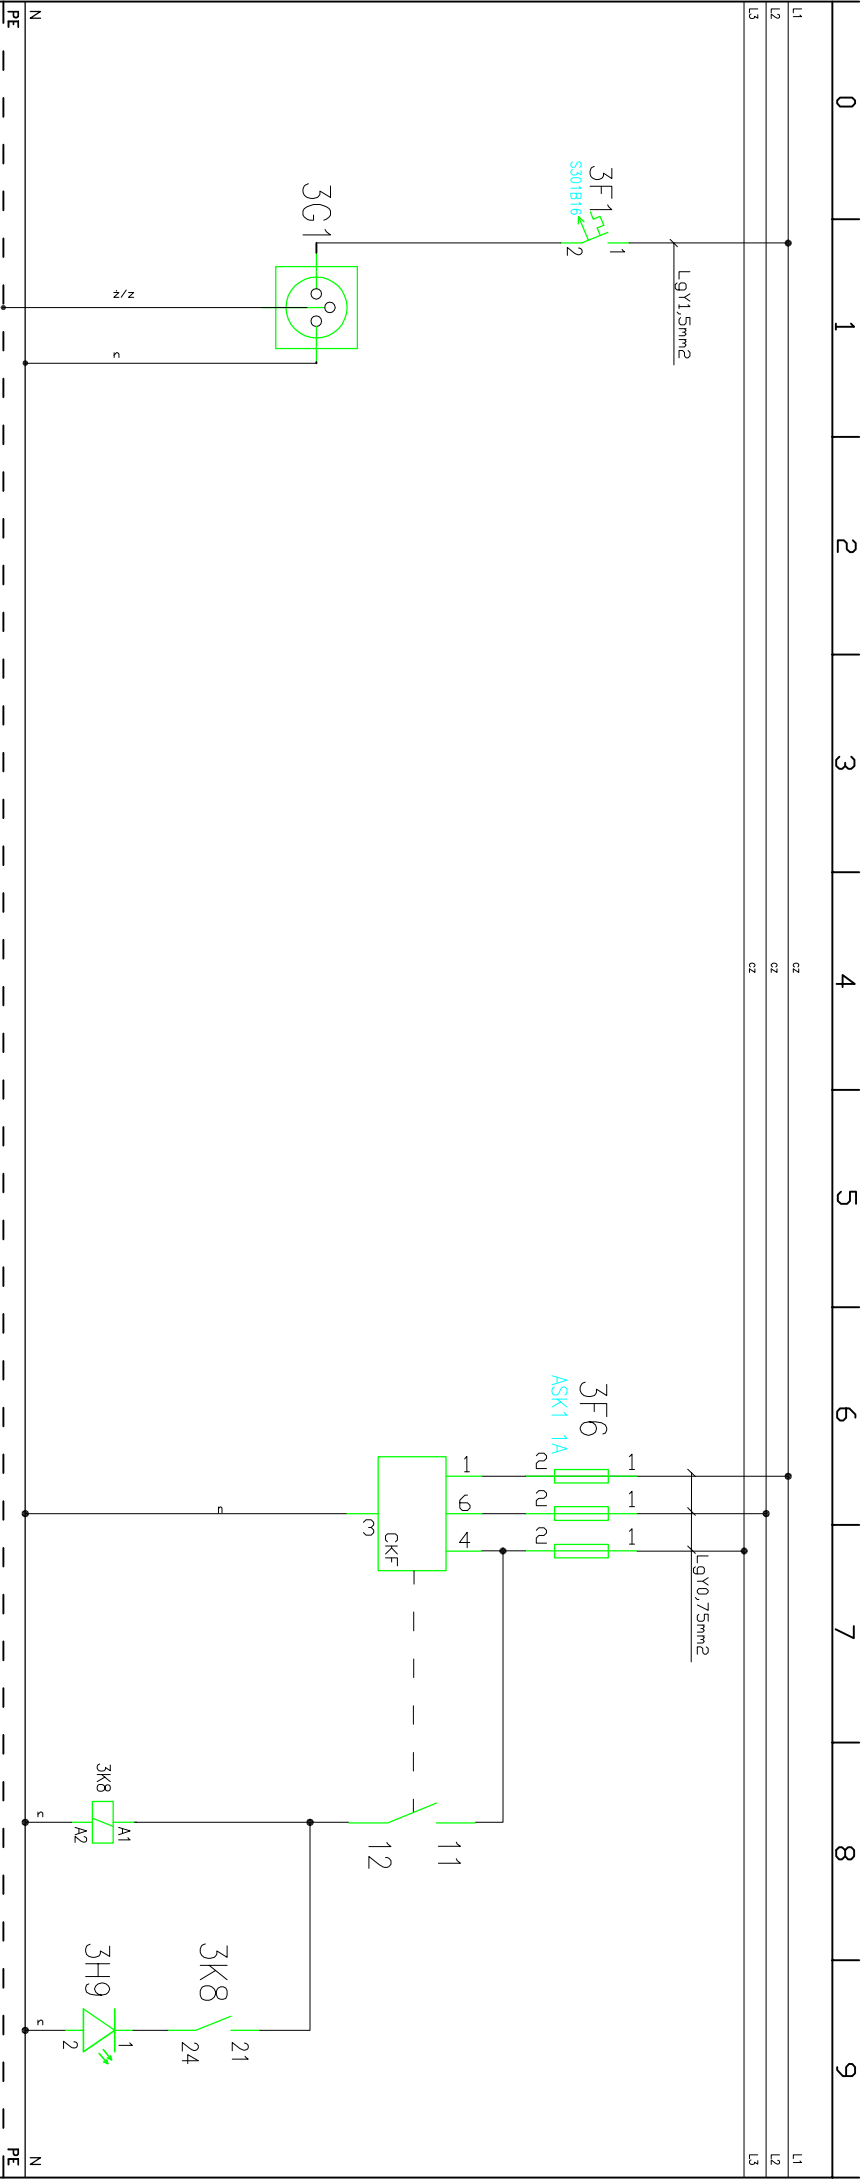 0 1 2 3 4 5 6 7 8 9
L1 cz L1
L2 cz L2
L3 cz L3
LgY1,5mm2
3F1
S301B16
1
2
3G1
ż/z
n
LgY0,75mm2
3F6
ASK1 1A
1 1 1
2 2 2
1 6 4
CKF
3
n
11
12
3K8
21
24
3K8
A1
A2
n
3H9
1
2
n
N N
PE PE